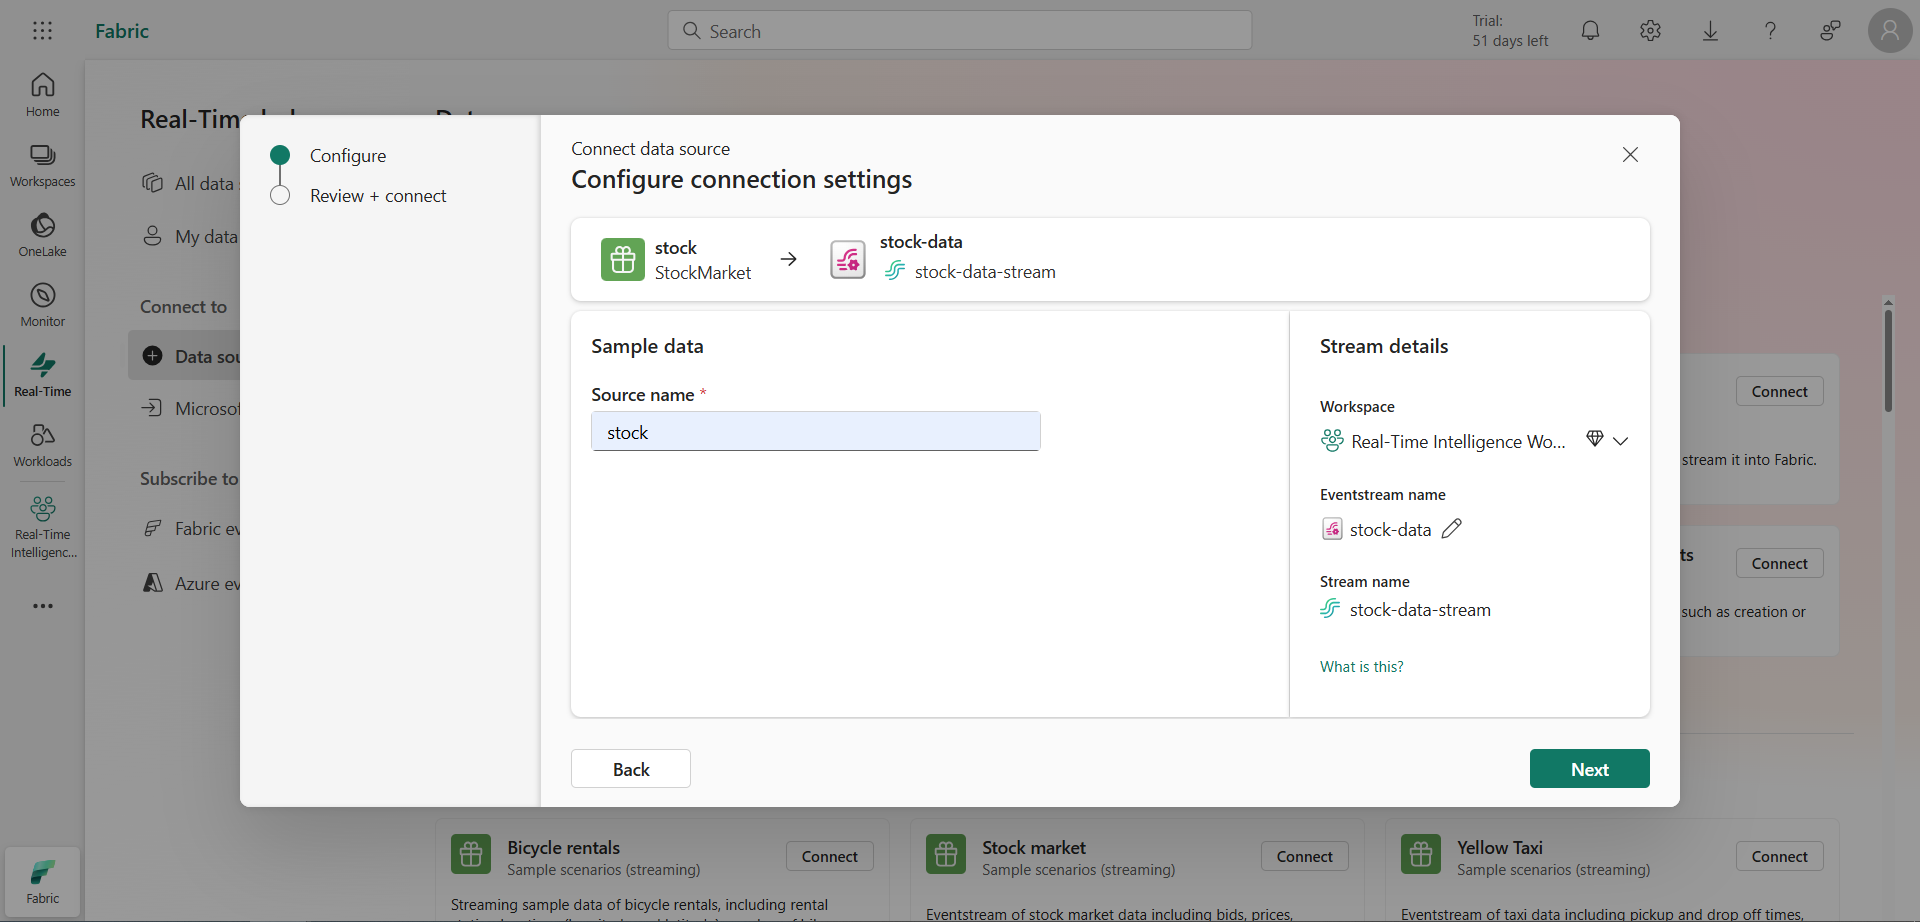 Fabric
Search
Trial:
51 days left
Home
Workspaces
OneLake
Monitor
Real-Time
Workloads
Real-Time
Intelligenc...
Fabric
Real-Tim
All data
My data
Connect to
Data sou
Microsof
Subscribe to
Fabric ev
Azure ev
Configure
Review + connect
Connect data source
Configure connection settings
stock
StockMarket
stock-data
stock-data-stream
Sample data
Source name *
stock
Stream details
Workspace
Real-Time Intelligence Wo...
Eventstream name
stock-data
Stream name
stock-data-stream
What is this?
Back
Next
Connect
stream it into Fabric.
ts
Connect
such as creation or
Bicycle rentals
Sample scenarios (streaming)
Connect
Streaming sample data of bicycle rentals, including rental
Stock market
Sample scenarios (streaming)
Connect
Eventstream of stock market data including bids, prices,
Yellow Taxi
Sample scenarios (streaming)
Connect
Eventstream of taxi data including pickup and drop off times,